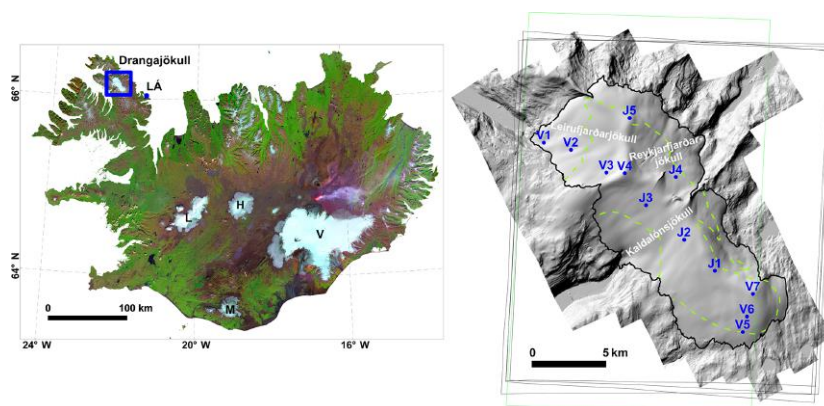 Drangajökull
LÁ
66° N
64° N
L
H
V
M
0
100 km
24° W
20° W
16° W
J5
Leirufjarðarjökull
V1
V2
Reykjarfjarðar
jökull
V3
V4
J4
J3
Kaldalónsjökull
J2
J1
V7
V6
V5
0
5 km